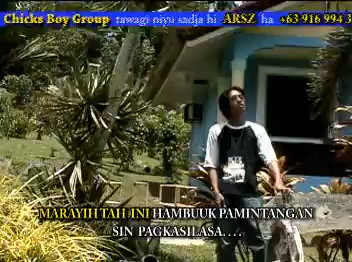 Chicks Boy Group tawagi niyu sadja hi ARSZ ha +63 916 994 3
MARAYIH TAH INI HAMBUUK PAMINTANGAN
SIN PAGKASILASA....